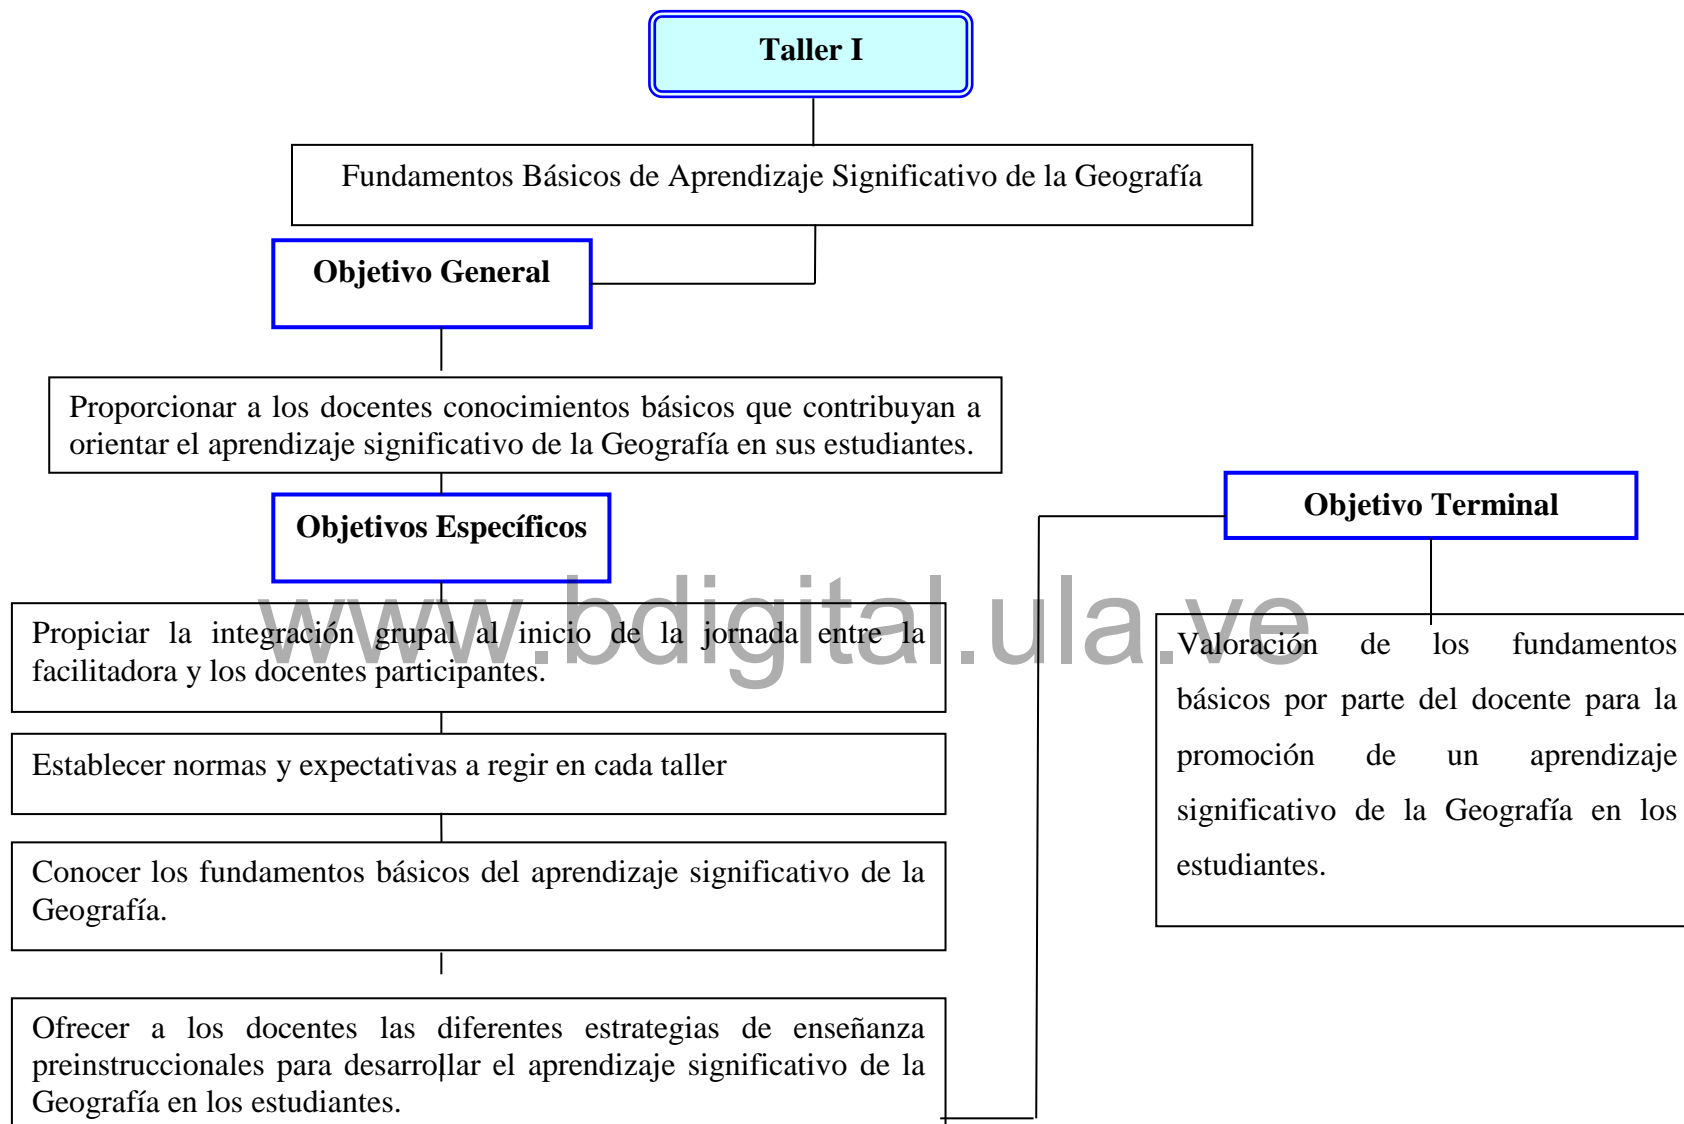 Taller I
Fundamentos Básicos de Aprendizaje Significativo de la Geografía
Objetivo General
Proporcionar a los docentes conocimientos básicos que contribuyan a
orientar el aprendizaje significativo de la Geografía en sus estudiantes.
Objetivos Específicos
Propiciar la integración grupal al inicio de la jornada entre la
facilitadora y los docentes participantes.
Establecer normas y expectativas a regir en cada taller
Conocer los fundamentos básicos del aprendizaje significativo de la
Geografía.
Ofrecer a los docentes las diferentes estrategias de enseñanza
preinstruccionales para desarrollar el aprendizaje significativo de la
Geografía en los estudiantes.
Objetivo Terminal
Valoración de los fundamentos
básicos por parte del docente para la
promoción de un aprendizaje
significativo de la Geografía en los
estudiantes.
www.bdigital.ula.ve